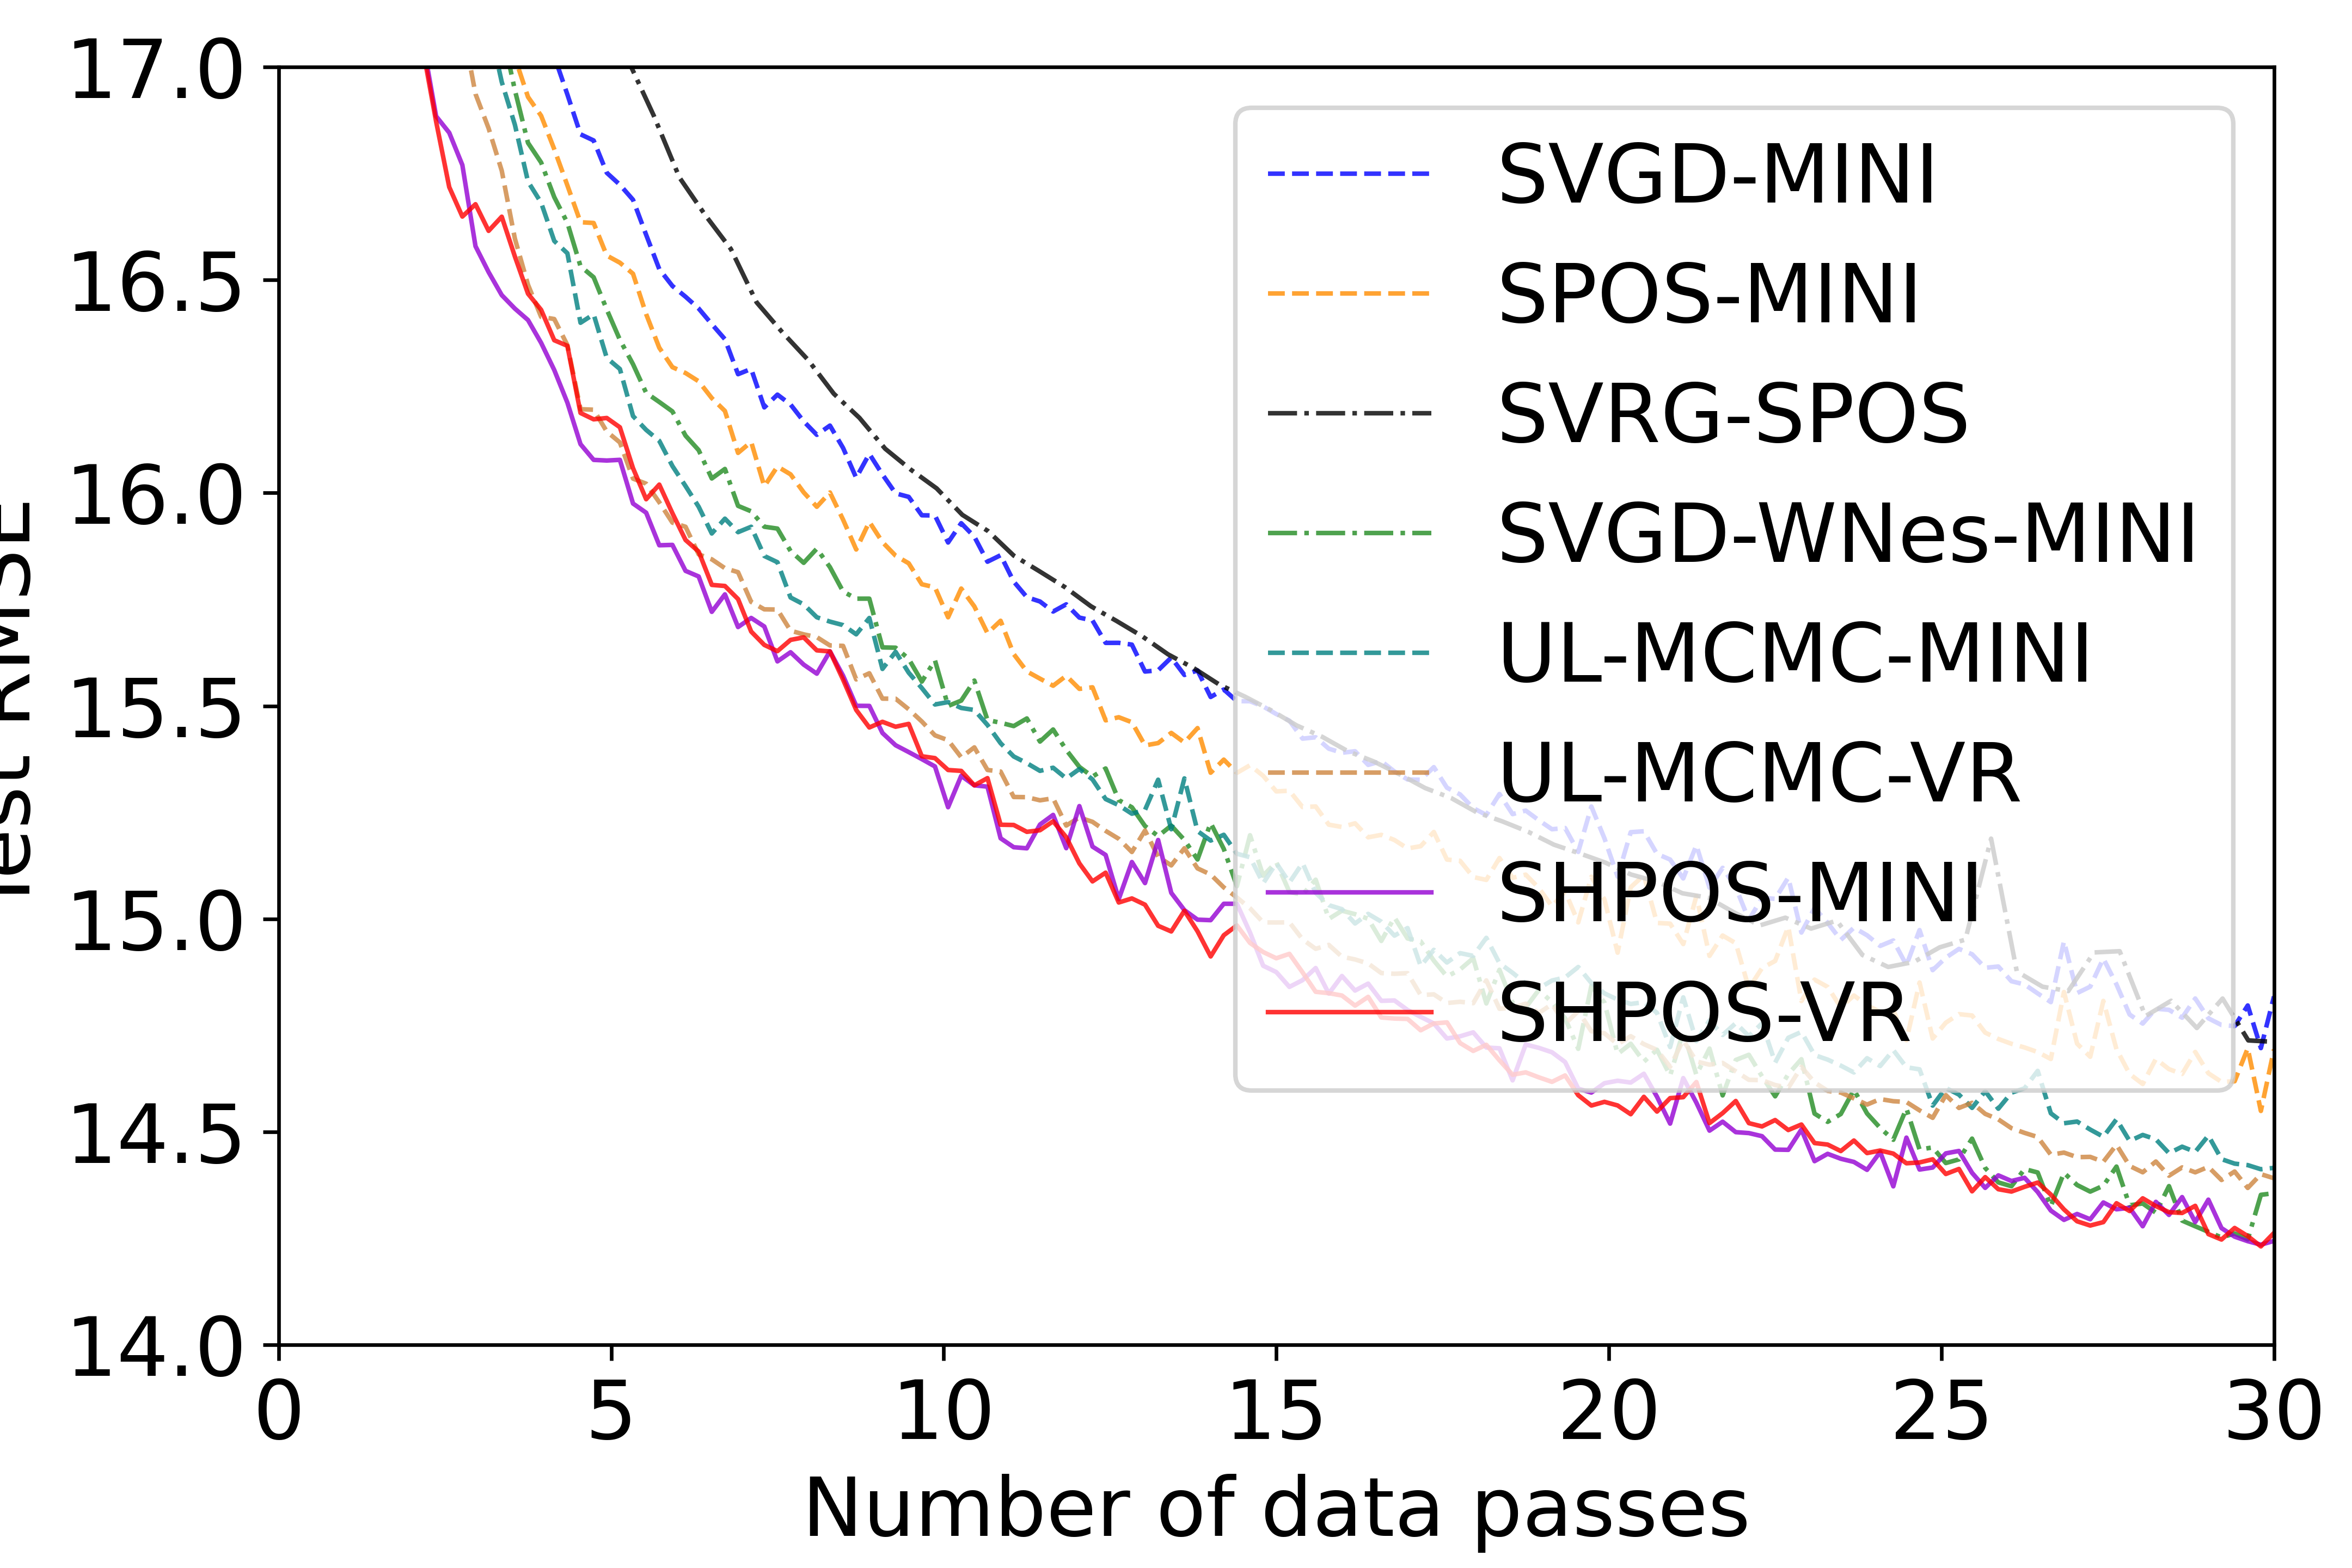 17.0
16.5
16.0
15.5
15.0
14.5
14.0
Test RMSE
0 5 10 15 20 25 30
Number of data passes
SVGD-MINI
SPOS-MINI
SVRG-SPOS
SVGD-WNes-MINI
UL-MCMC-MINI
UL-MCMC-VR
SHPOS-MINI
SHPOS-VR